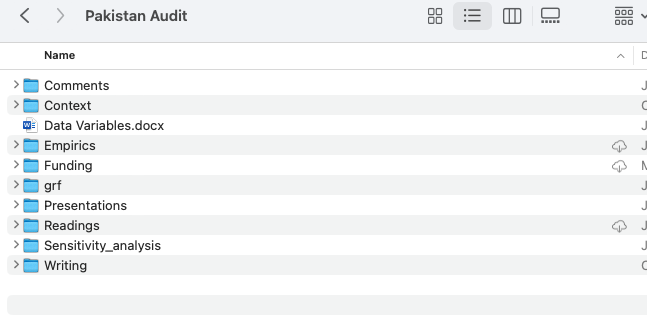 Pakistan Audit
Name
Comments
Context
Data Variables.docx
Empirics
Funding
grf
Presentations
Readings
Sensitivity_analysis
Writing